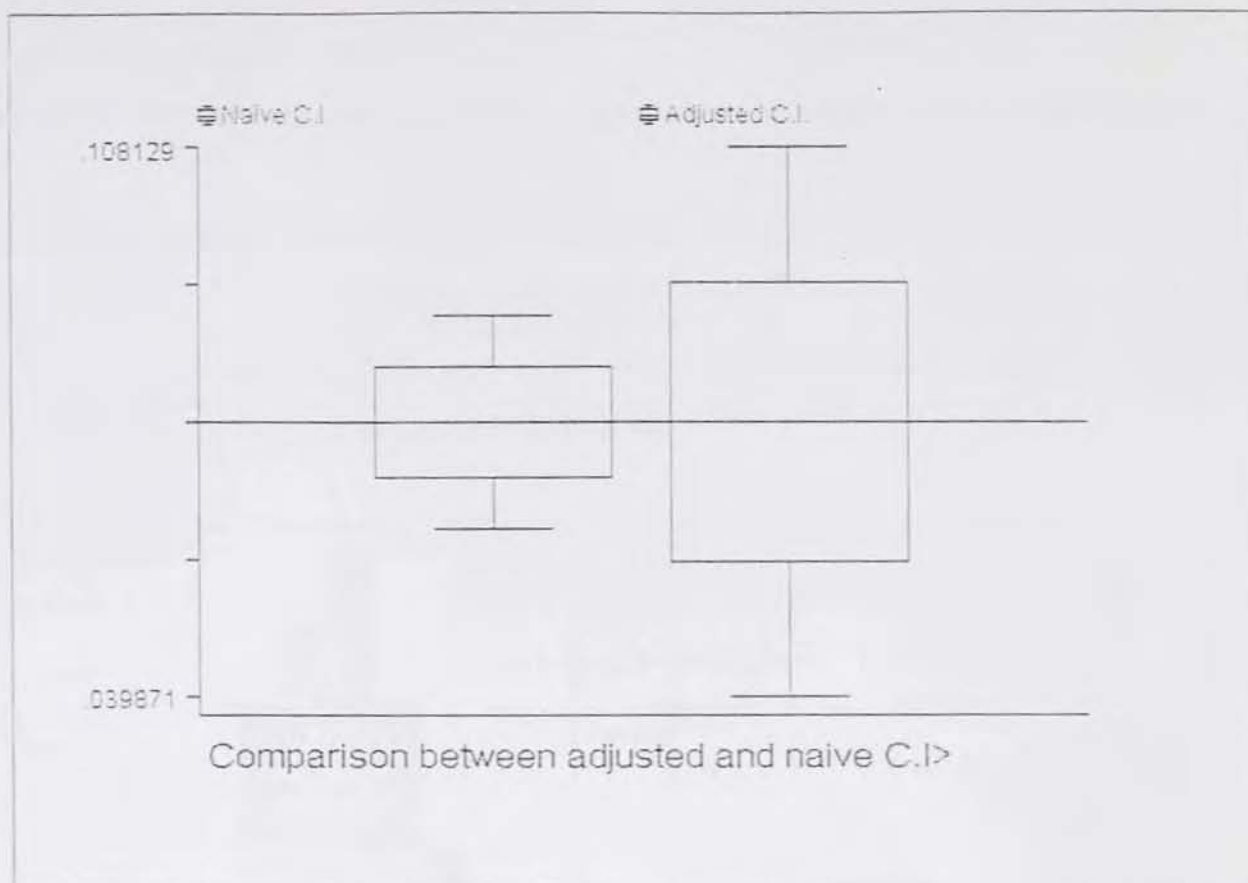 Naive C.I. Adjusted C.I.
.108129
.039871
Comparison between adjusted and naive C.I>